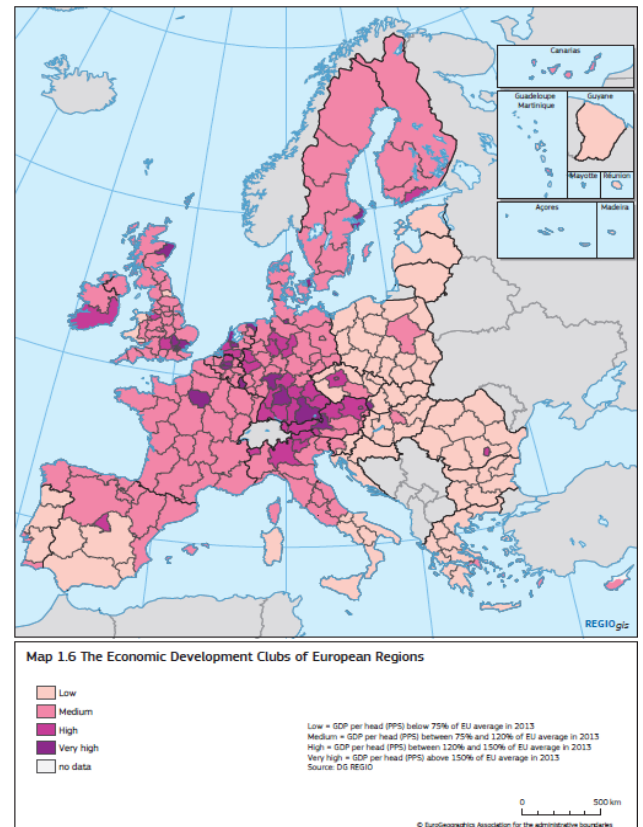 Canarias
Guadeloupe
Martinique
Guyane
Mayotte
Réunion
Açores
Madeira
REGIOgis
Map 1.6 The Economic Development Clubs of European Regions
Low
Medium
High
Very high
no data
Low = GDP per head (PPS) below 75% of EU average in 2013
Medium = GDP per head (PPS) between 75% and 120% of EU average in 2013
High = GDP per head (PPS) between 120% and 150% of EU average in 2013
Very high = GDP per head (PPS) above 150% of EU average in 2013
Source: DG REGIO
0 500 km
© EuroGeographics Association for the administrative boundaries